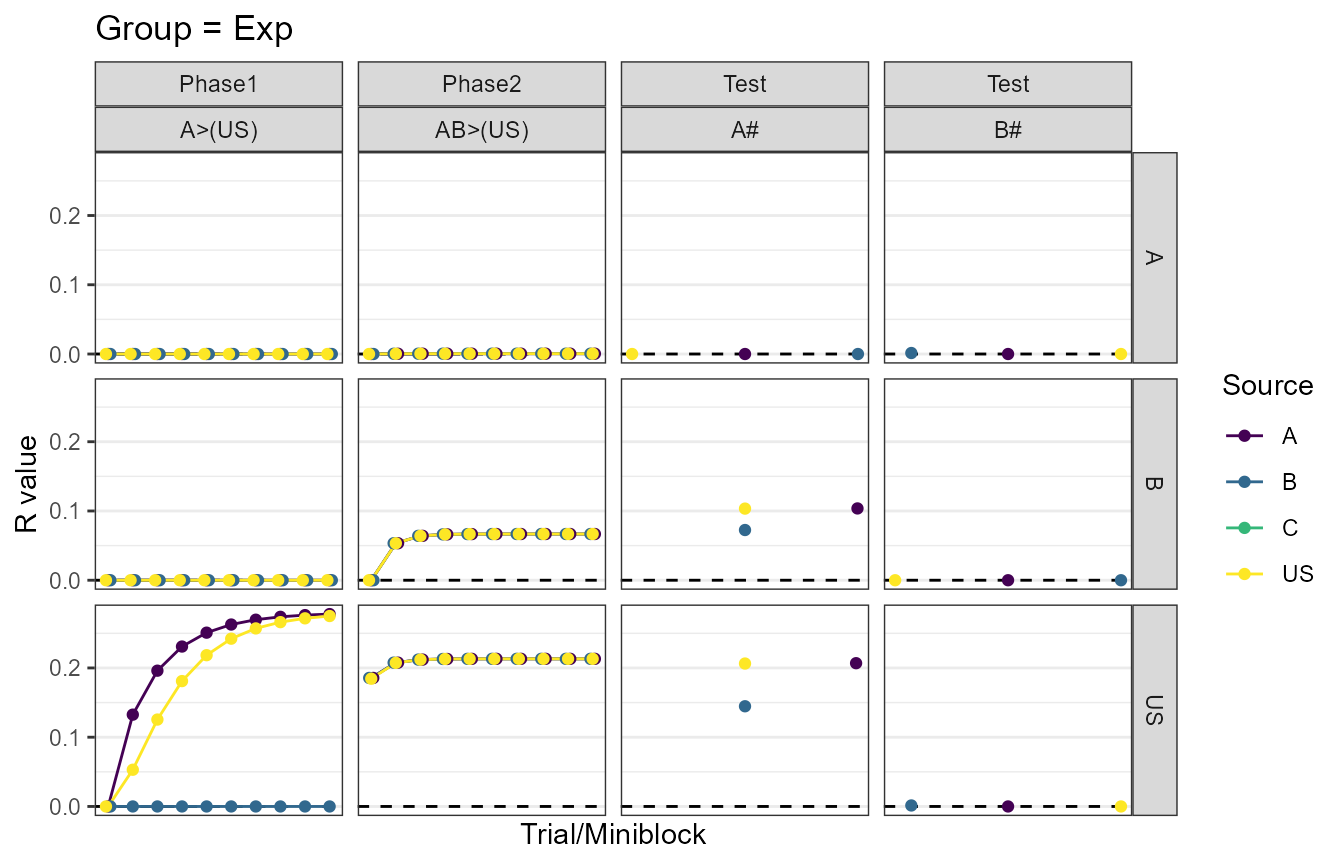 Group = Exp
Phase1 Phase2 Test Test
A>(US) AB>(US) A# B#
0.2
0.1
0.0
A
0.2
0.1
0.0
B
0.2
0.1
0.0
US
R value
Trial/Miniblock
Source
A
B
C
US